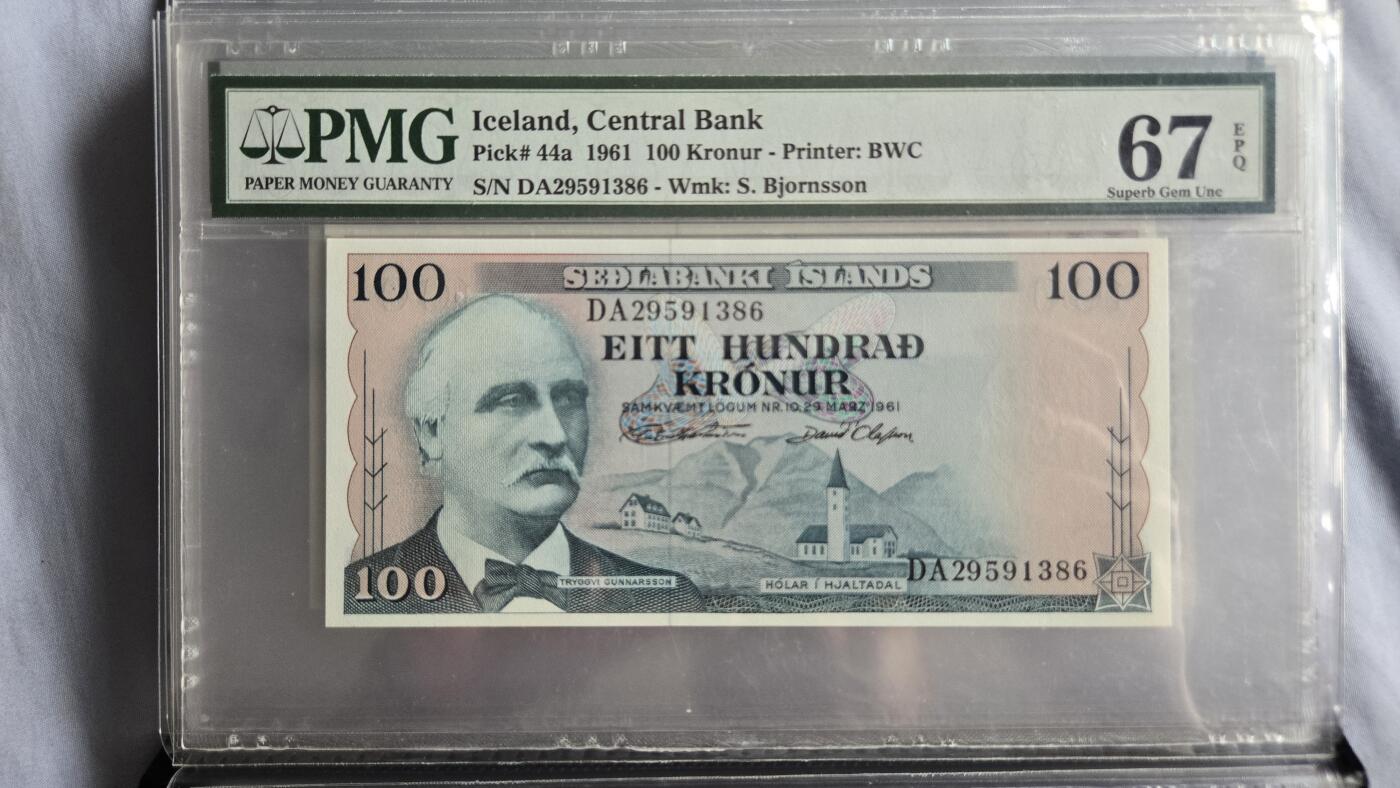 PMG
PAPER MONEY GUARANTY
Iceland, Central Bank
Pick# 44a 1961 100 Kronur - Printer: BWC
S/N DA29591386 - Wmk: S. Bjornsson
67 EPQ
Superb Gem Unc
100 SEÐLABANKI ÍSLANDS 100
DA29591386
EITT HUNDRAÐ
KRÓNUR
SAMKVÆMT LÖGUM NR.10, 29. MARZ 1961
David Olafsson
TRYGGVI GUNNARSSON
HÓLAR Í HJALTADAL
DA29591386
100